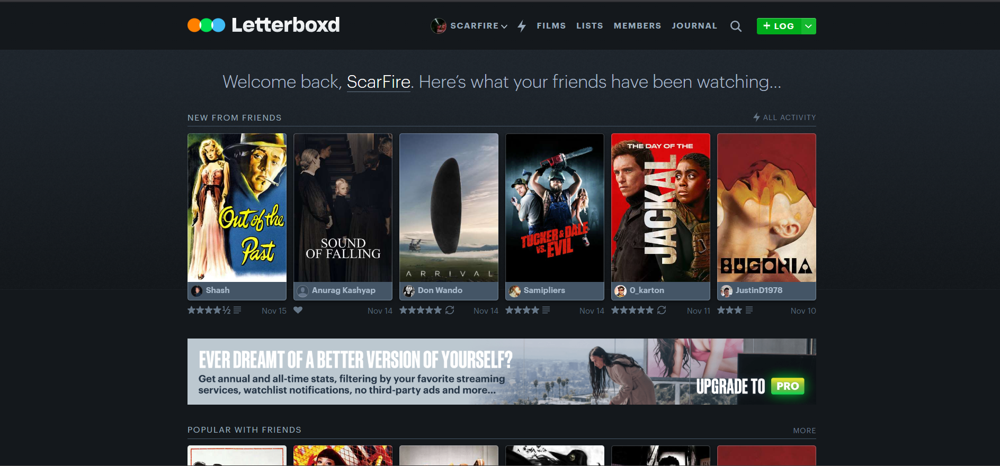 Letterboxd
SCARFIRE
FILMS
LISTS
MEMBERS
JOURNAL
+ LOG
Welcome back, ScarFire. Here’s what your friends have been watching…
NEW FROM FRIENDS
ALL ACTIVITY
Out of the
Past
SOUND
OF FALLING
ARRIVAL
TUCKER & DALE
VS. EVIL
THE DAY OF THE
JACKAL
BUGONIA
Shash
Anurag Kashyap
Don Wando
Samipliers
0_karton
JustinD1978
★★★★½ Nov 15
Nov 14
★★★★★ Nov 14
★★★★ Nov 14
★★★★★ Nov 11
★★★ Nov 10
EVER DREAMT OF A BETTER VERSION OF YOURSELF?
Get annual and all-time stats, filtering by your favorite streaming
services, watchlist notifications, no third-party ads and more...
UPGRADE TO PRO
POPULAR WITH FRIENDS
MORE